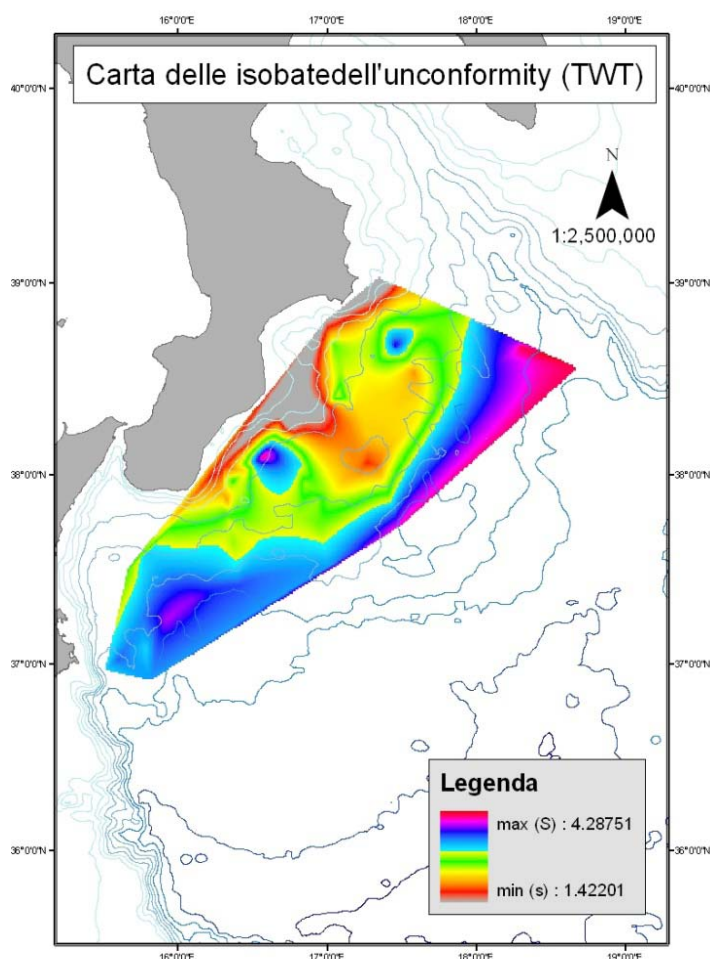 16°0'0"E 17°0'0"E 18°0'0"E 19°0'0"E
Carta delle isobatedell'unconformity (TWT)
40°0'0"N 40°0'0"N
N
1:2,500,000
39°0'0"N 39°0'0"N
38°0'0"N 38°0'0"N
37°0'0"N 37°0'0"N
Legenda
max (S) : 4.28751
36°0'0"N 36°0'0"N
min (s) : 1.42201
16°0'0"E 17°0'0"E 18°0'0"E 19°0'0"E